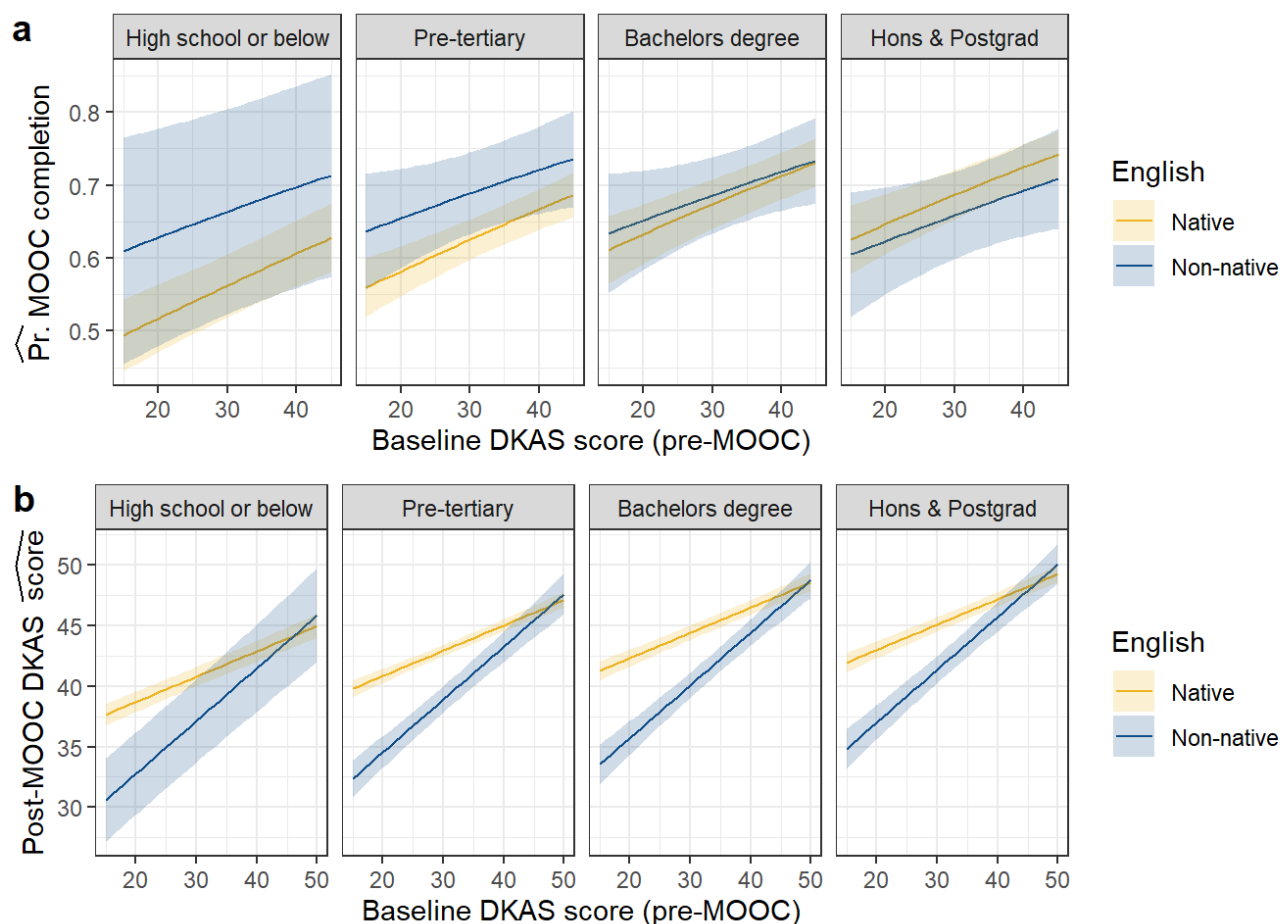 a
High school or below Pre-tertiary Bachelors degree Hons & Postgrad
Pr. MOOC completion
0.8
0.7
0.6
0.5
20 30 40 20 30 40 20 30 40 20 30 40
Baseline DKAS score (pre-MOOC)
English
Native
Non-native
b
High school or below Pre-tertiary Bachelors degree Hons & Postgrad
Post-MOOC DKAS score
50
45
40
35
30
20 30 40 50 20 30 40 50 20 30 40 50 20 30 40 50
Baseline DKAS score (pre-MOOC)
English
Native
Non-native